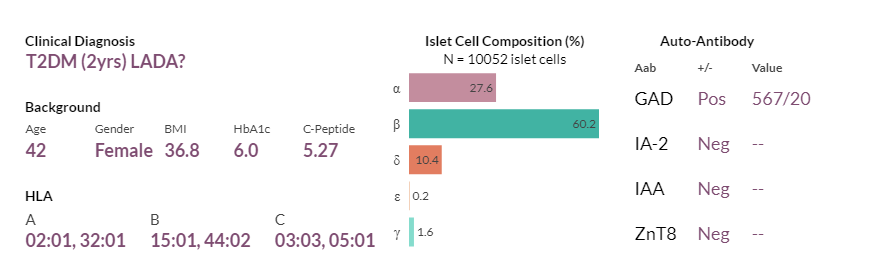 Clinical Diagnosis
T2DM (2yrs) LADA?
Background
Age Gender BMI HbA1c C-Peptide
42 Female 36.8 6.0 5.27
HLA
A B C
02:01, 32:01 15:01, 44:02 03:03, 05:01
Islet Cell Composition (%)
N = 10052 islet cells
α 27.6
β 60.2
δ 10.4
ε 0.2
γ 1.6
Auto-Antibody
Aab +/- Value
GAD Pos 567/20
IA-2 Neg --
IAA Neg --
ZnT8 Neg --